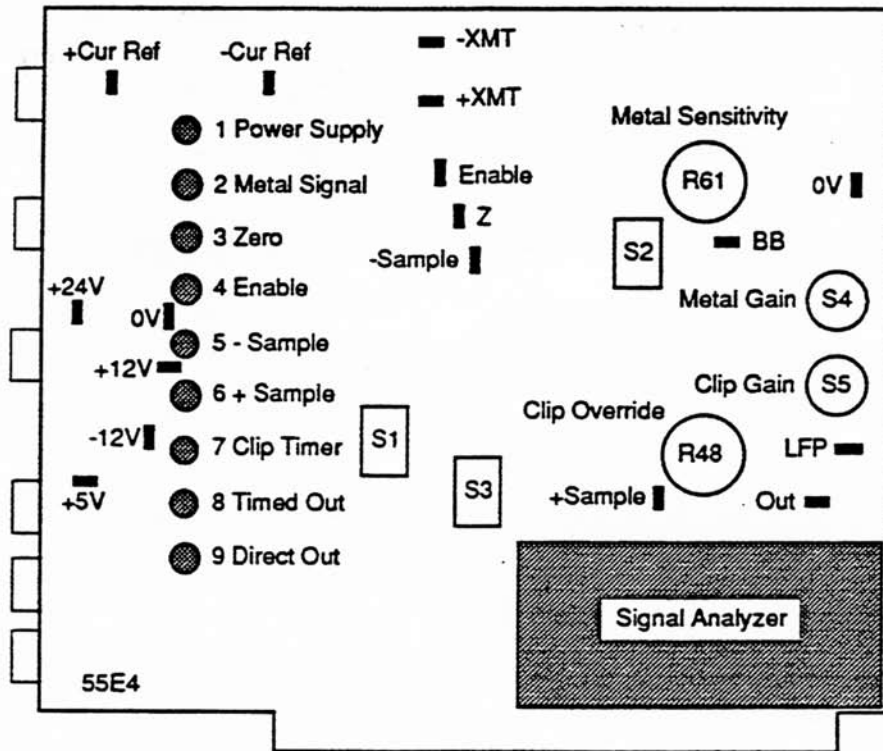 +Cur Ref
-Cur Ref
-XMT
+XMT
1 Power Supply
2 Metal Signal
3 Zero
4 Enable
5 - Sample
6 + Sample
7 Clip Timer
8 Timed Out
9 Direct Out
+24V
0V
+12V
-12V
+5V
Enable
Z
-Sample
Metal Sensitivity
R61
0V
S2
BB
Metal Gain
S4
Clip Gain
S5
Clip Override
R48
S1
S3
LFP
+Sample
Out
Signal Analyzer
55E4